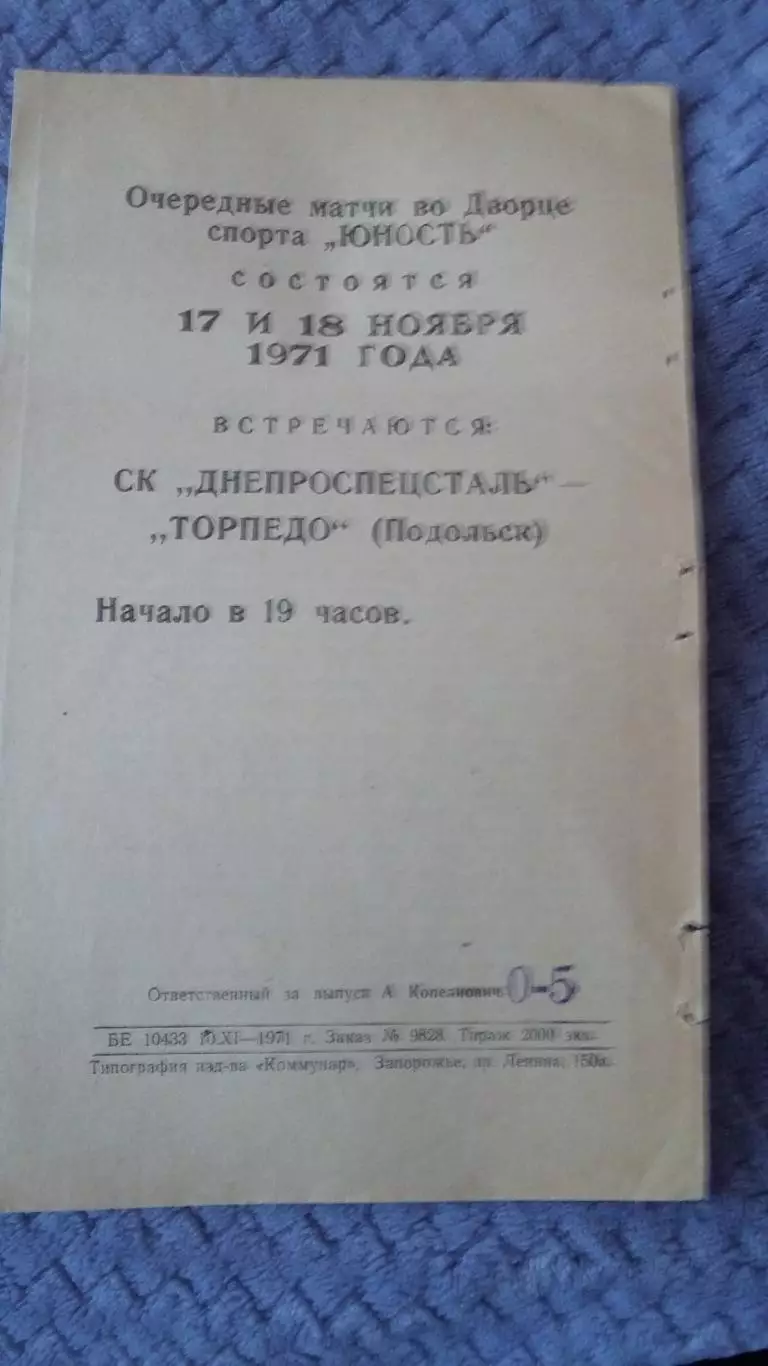 Очередные матчи во Дворце
спорта „ЮНОСТЬ“
СОСТОЯТСЯ
17 И 18 НОЯБРЯ
1971 ГОДА
ВСТРЕЧАЮТСЯ:
СК „ДНЕПРОСПЕЦСТАЛЬ“ —
„ТОРПЕДО“ (Подольск)
Начало в 19 часов.
Ответственный за выпуск А. Копелиович 0-5
БЕ 10433 10.XI—1971 г. Заказ № 9828. Тираж 2000 экз.
Типография изд-ва «Коммунар», Запорожье, пр. Ленина, 150а.